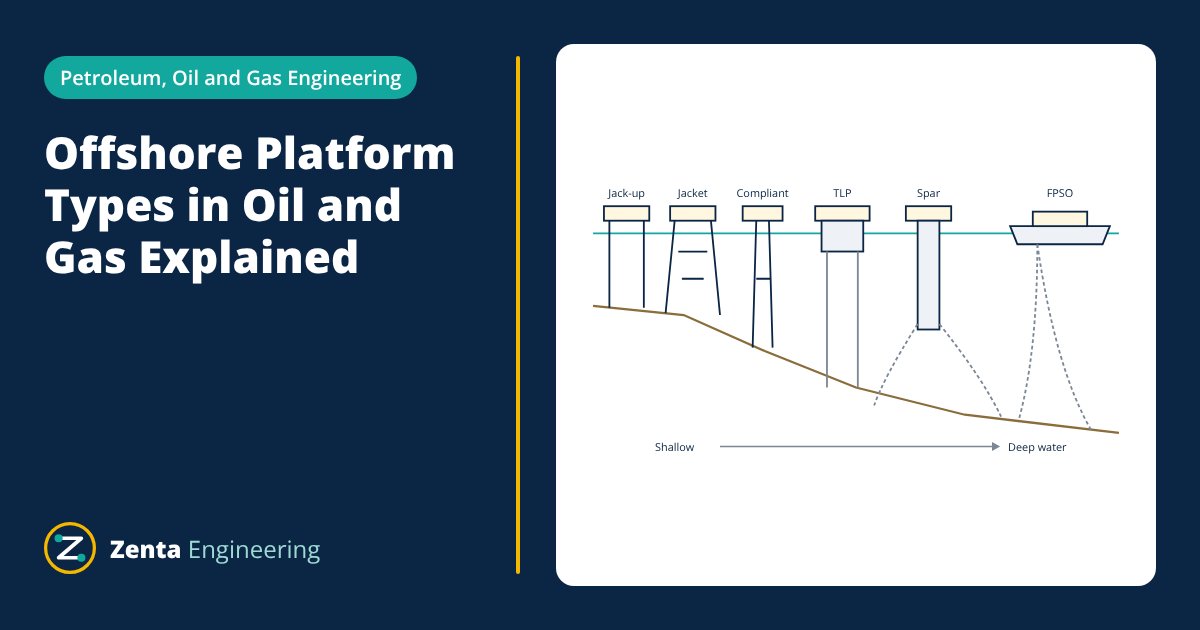 Petroleum, Oil and Gas Engineering
Offshore Platform
Types in Oil and
Gas Explained
Zenta Engineering
Jack-up Jacket Compliant TLP Spar FPSO
Shallow Deep water